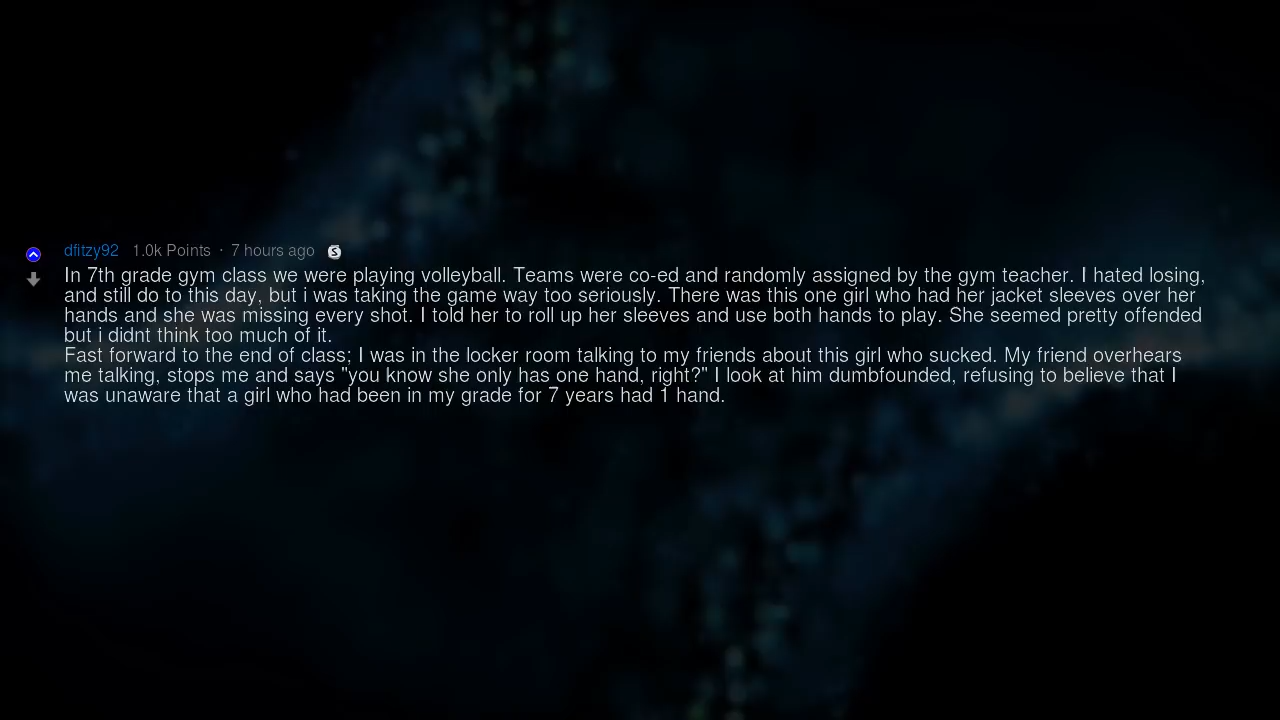 dfitzy92 1.0k Points · 7 hours ago S
In 7th grade gym class we were playing volleyball. Teams were co-ed and randomly assigned by the gym teacher. I hated losing,
and still do to this day, but i was taking the game way too seriously. There was this one girl who had her jacket sleeves over her
hands and she was missing every shot. I told her to roll up her sleeves and use both hands to play. She seemed pretty offended
but i didnt think too much of it.
Fast forward to the end of class; I was in the locker room talking to my friends about this girl who sucked. My friend overhears
me talking, stops me and says "you know she only has one hand, right?" I look at him dumbfounded, refusing to believe that I
was unaware that a girl who had been in my grade for 7 years had 1 hand.